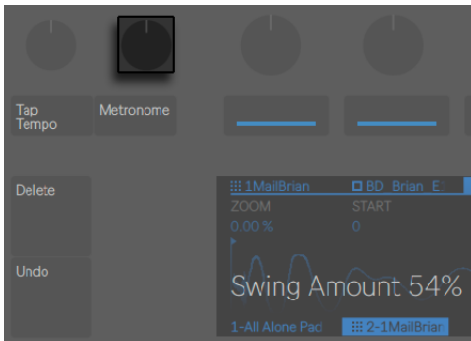 Tap
Tempo
Metronome
Delete
1MailBrian
BD_Brian_E
ZOOM
START
0.00 %
0
Undo
Swing Amount 54%
1-All Alone Pad
2-1MailBrian